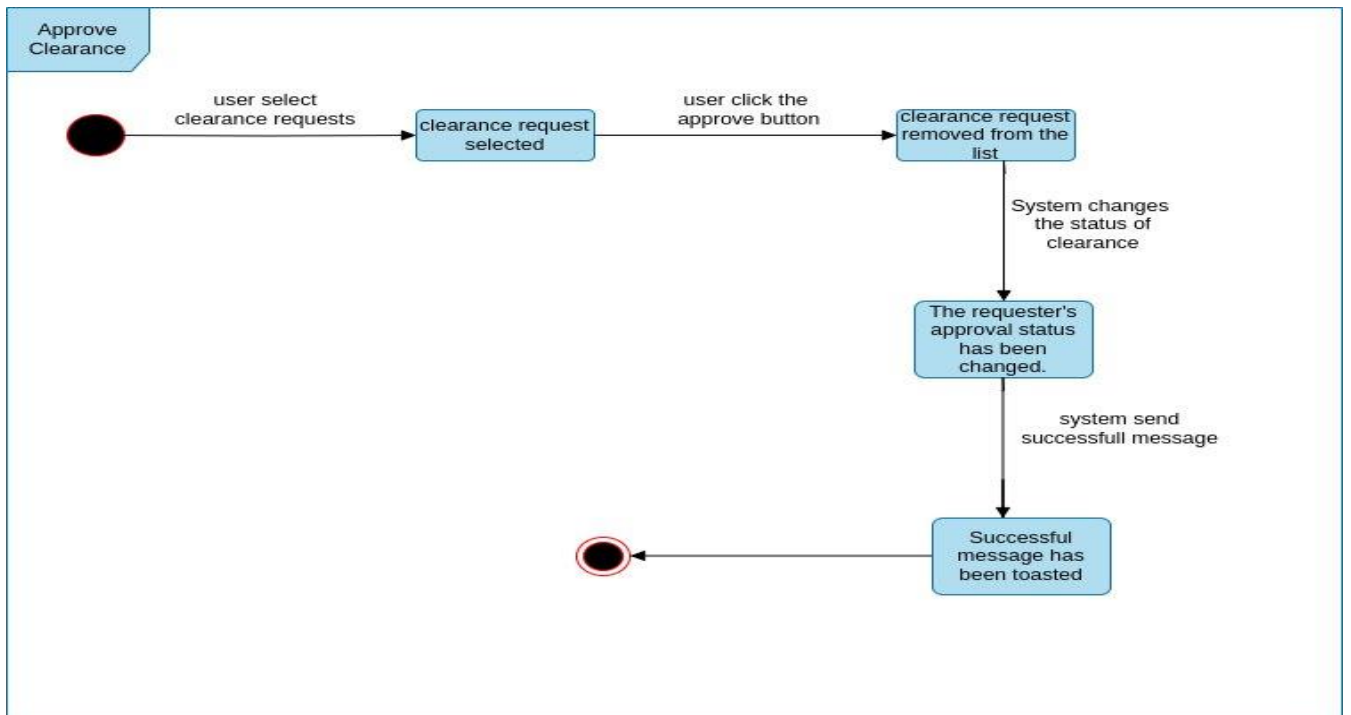 Approve
Clearance
user select
clearance requests
clearance request
selected
user click the
approve button
clearance request
removed from the
list
System changes
the status of
clearance
The requester's
approval status
has been
changed.
system send
successfull message
Successful
message has
been toasted